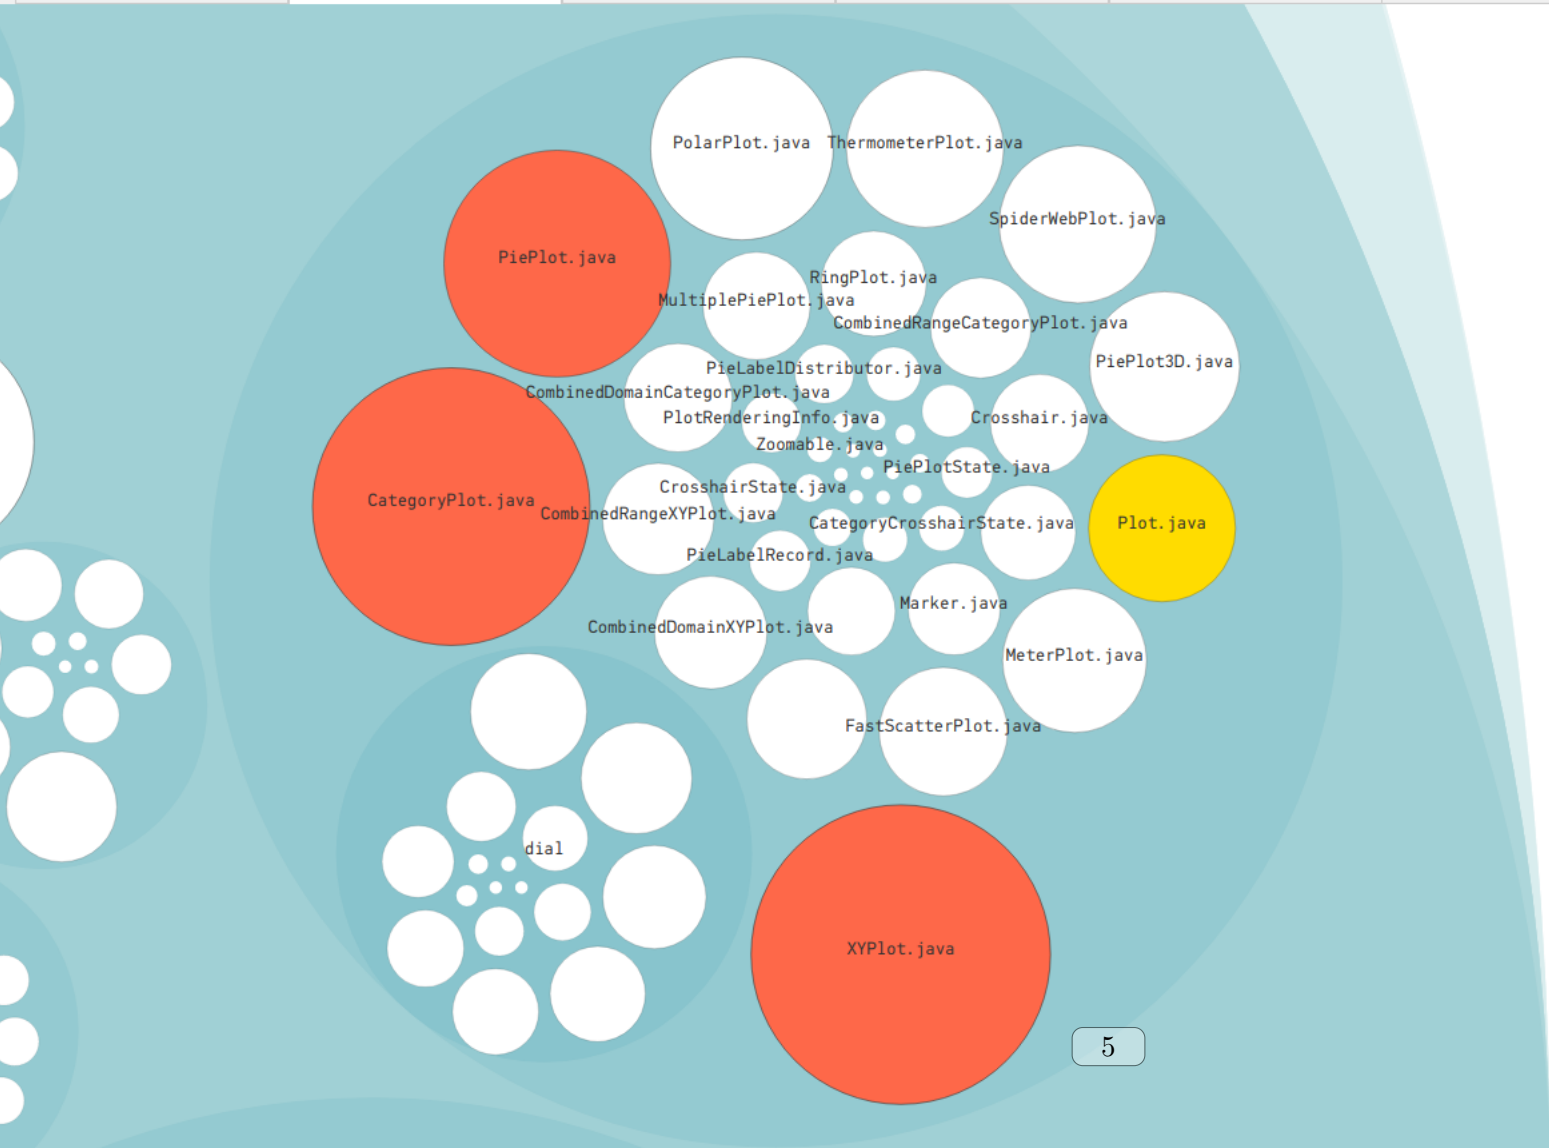 PolarPlot.java
ThermometerPlot.java
SpiderWebPlot.java
PiePlot.java
RingPlot.java
MultiplePiePlot.java
CombinedRangeCategoryPlot.java
PiePlot3D.java
PieLabelDistributor.java
CombinedDomainCategoryPlot.java
PlotRenderingInfo.java
Crosshair.java
Zoomable.java
PiePlotState.java
CrosshairState.java
CategoryPlot.java
CombinedRangeXYPlot.java
CategoryCrosshairState.java
Plot.java
PieLabelRecord.java
Marker.java
CombinedDomainXYPlot.java
MeterPlot.java
FastScatterPlot.java
dial
XYPlot.java
5